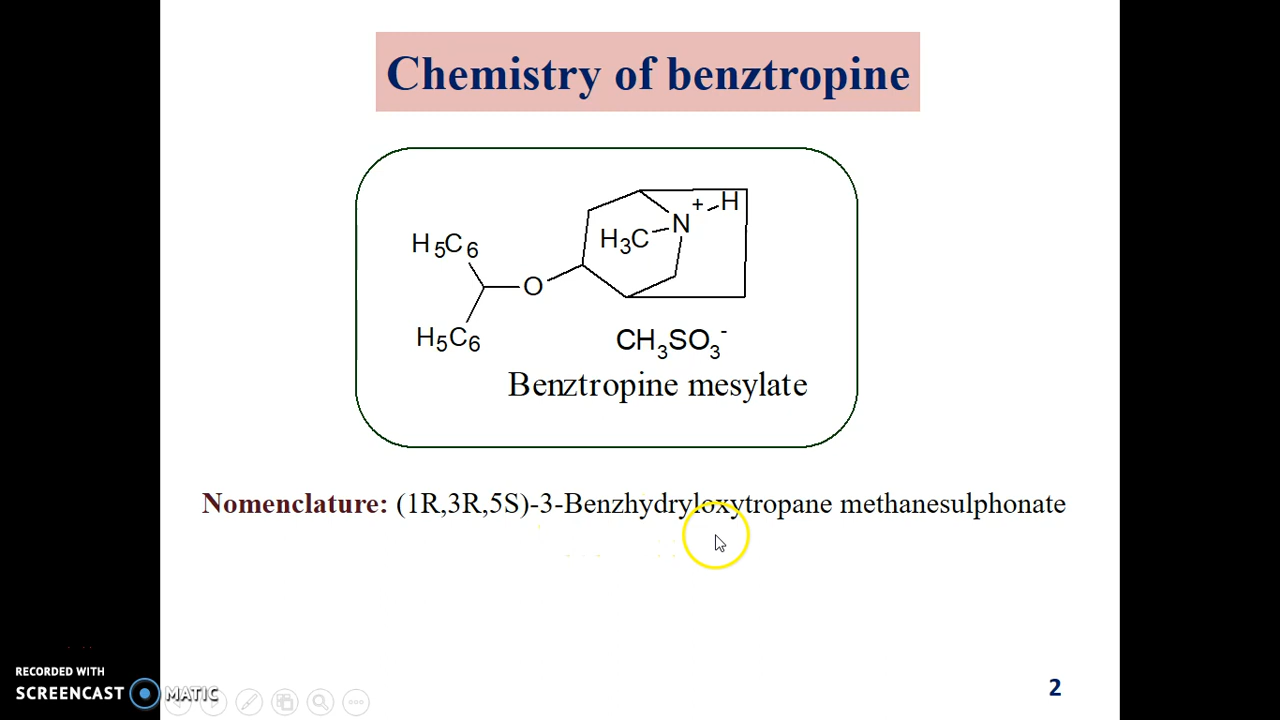 Chemistry of benztropine
H5C6
O
H3C
N
+
H
H5C6
CH3SO3-
Benztropine mesylate
Nomenclature: (1R,3R,5S)-3-Benzhydryloxytropane methanesulphonate
RECORDED WITH
SCREENCAST MATIC
2